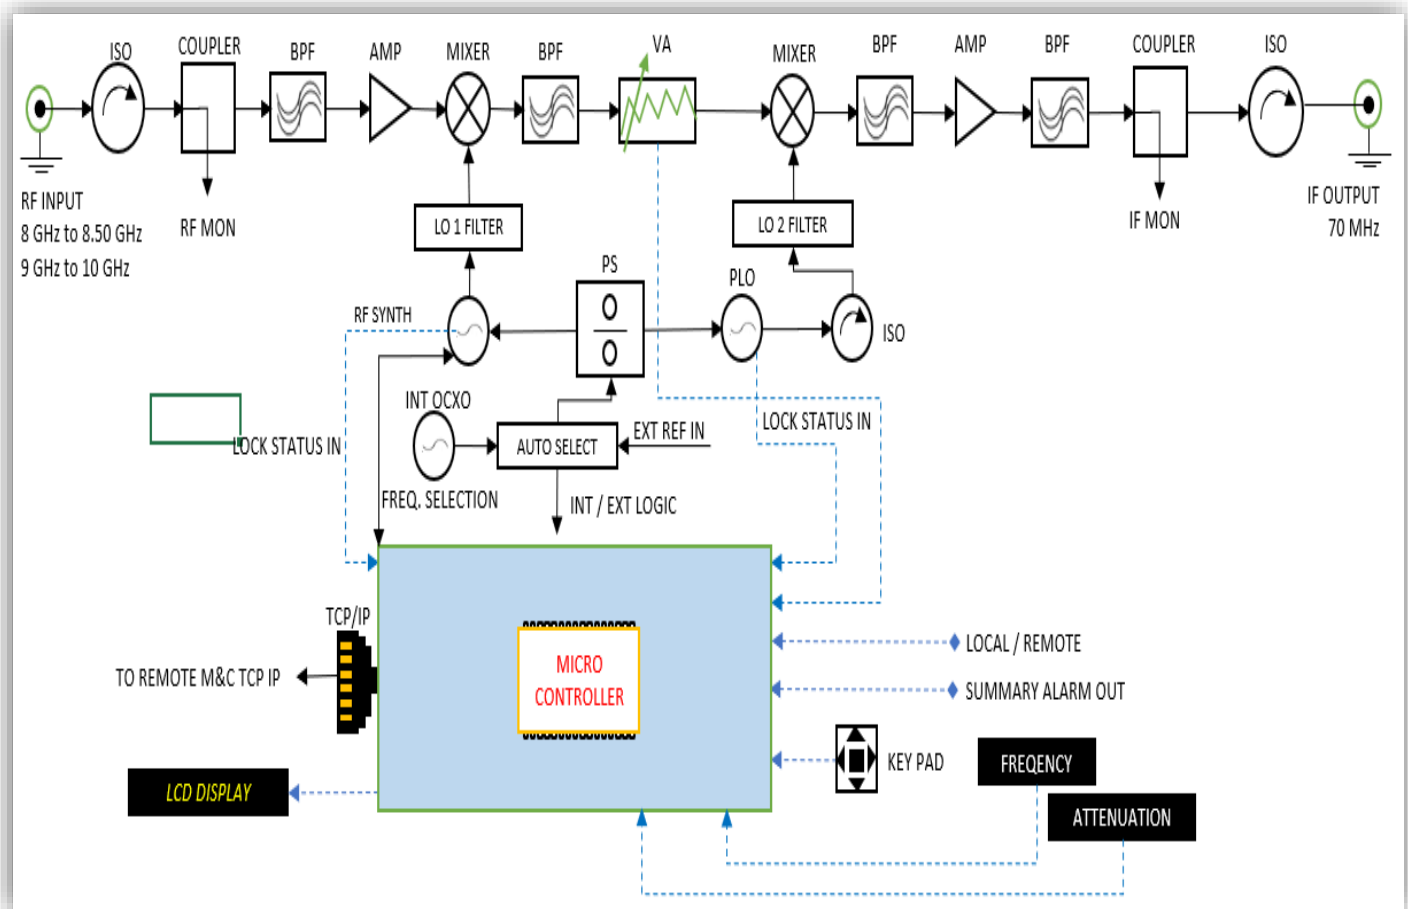 ISO
COUPLER
BPF
AMP
MIXER
BPF
VA
MIXER
BPF
AMP
BPF
COUPLER
ISO
RF INPUT
8 GHz to 8.50 GHz
9 GHz to 10 GHz
RF MON
IF MON
IF OUTPUT
70 MHz
LO 1 FILTER
LO 2 FILTER
PS
PLO
RF SYNTH
ISO
INT OCXO
LOCK STATUS IN
AUTO SELECT
EXT REF IN
LOCK STATUS IN
FREQ. SELECTION
INT / EXT LOGIC
TCP/IP
TO REMOTE M&C TCP IP
MICRO
CONTROLLER
LOCAL / REMOTE
SUMMARY ALARM OUT
KEY PAD
FREQENCY
LCD DISPLAY
ATTENUATION